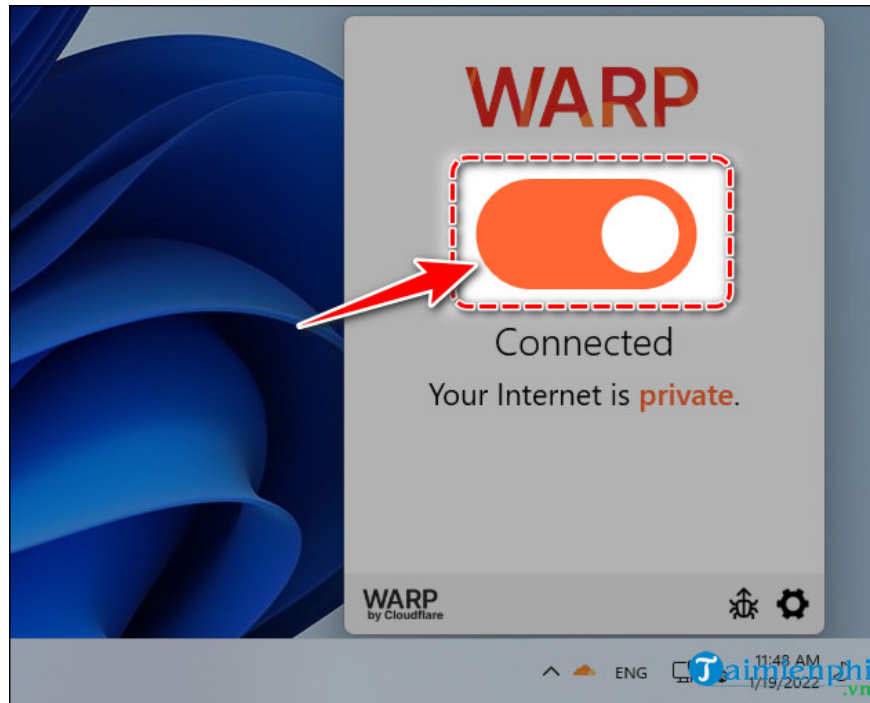 WARP
Connected
Your Internet is private.
WARP
by Cloudflare
ENG
11:48 AM
1/19/2022
Taimienphi
.vn